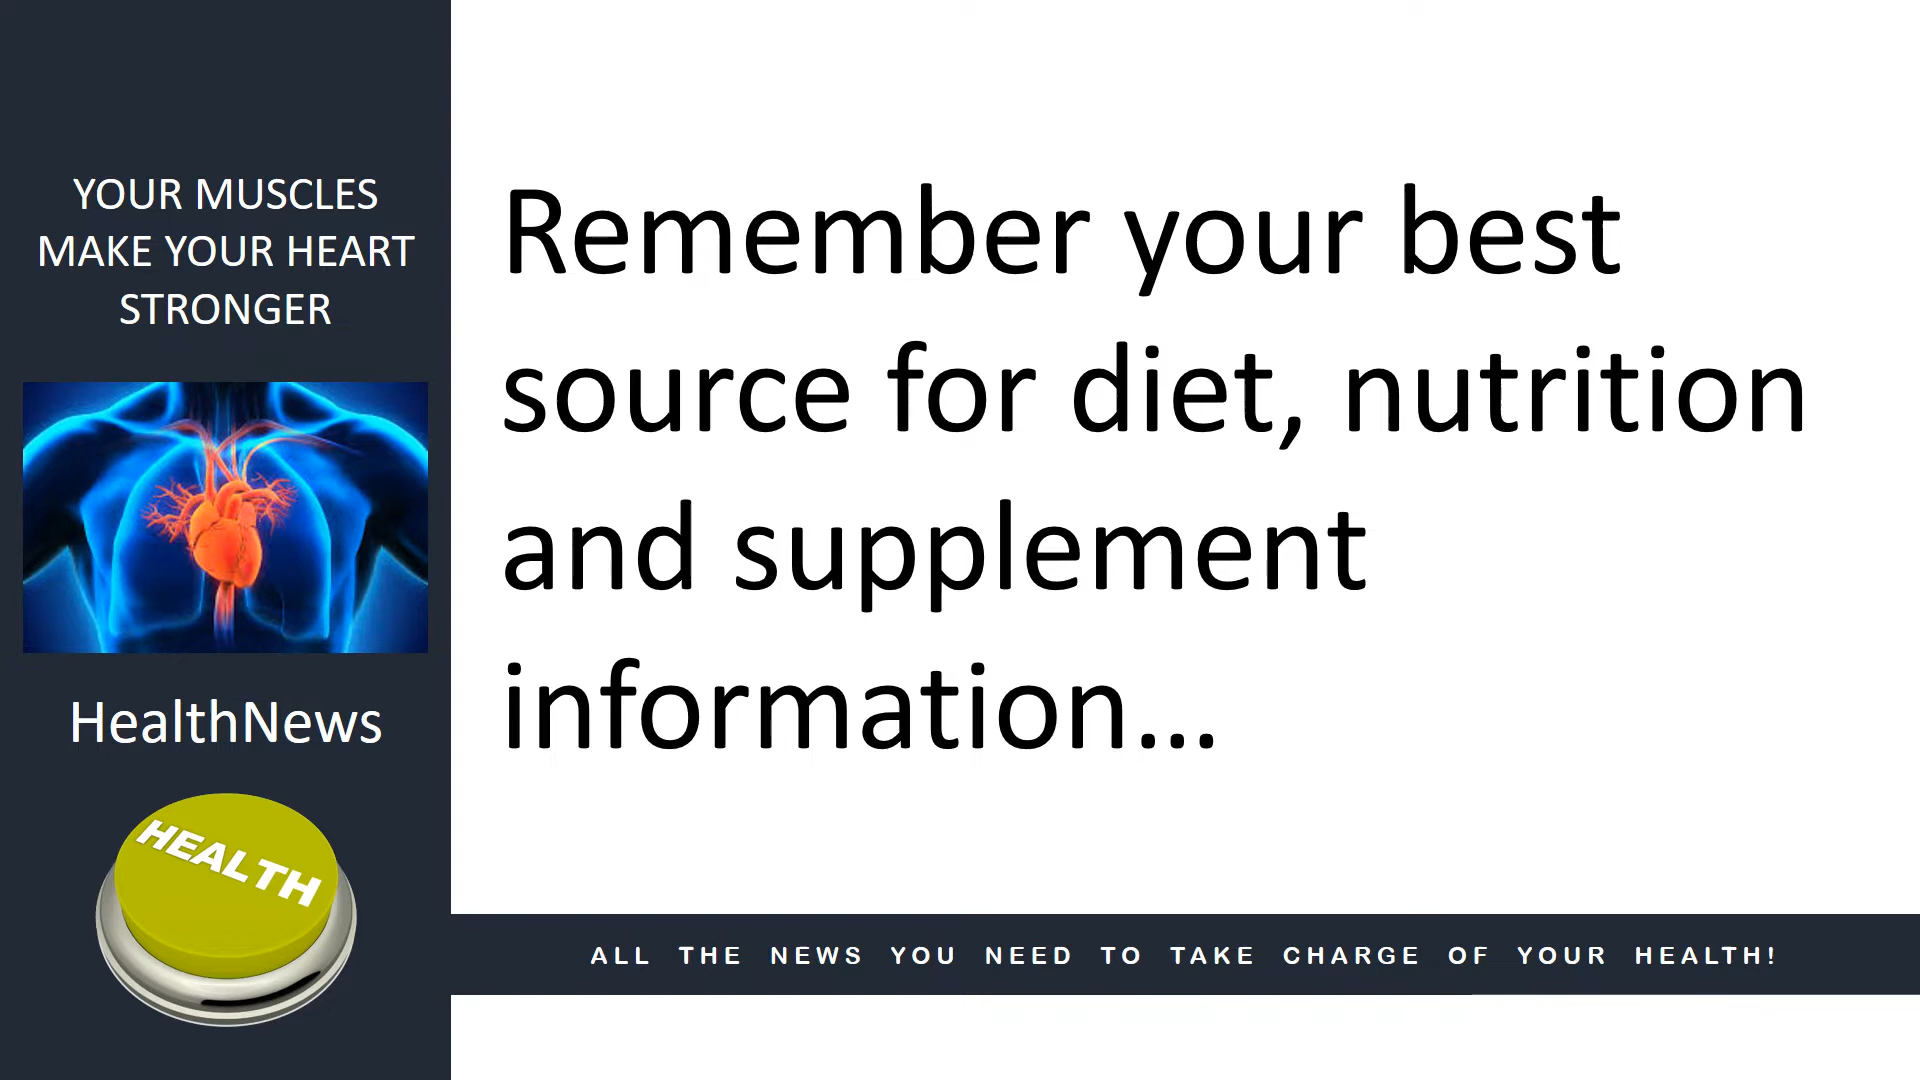 YOUR MUSCLES
MAKE YOUR HEART
STRONGER
HealthNews
HEALTH
Remember your best
source for diet, nutrition
and supplement
information...
ALL THE NEWS YOU NEED TO TAKE CHARGE OF YOUR HEALTH!